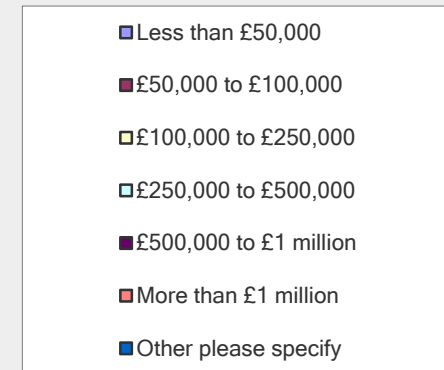 Less than £50,000
£50,000 to £100,000
£100,000 to £250,000
£250,000 to £500,000
£500,000 to £1 million
More than £1 million
Other please specify